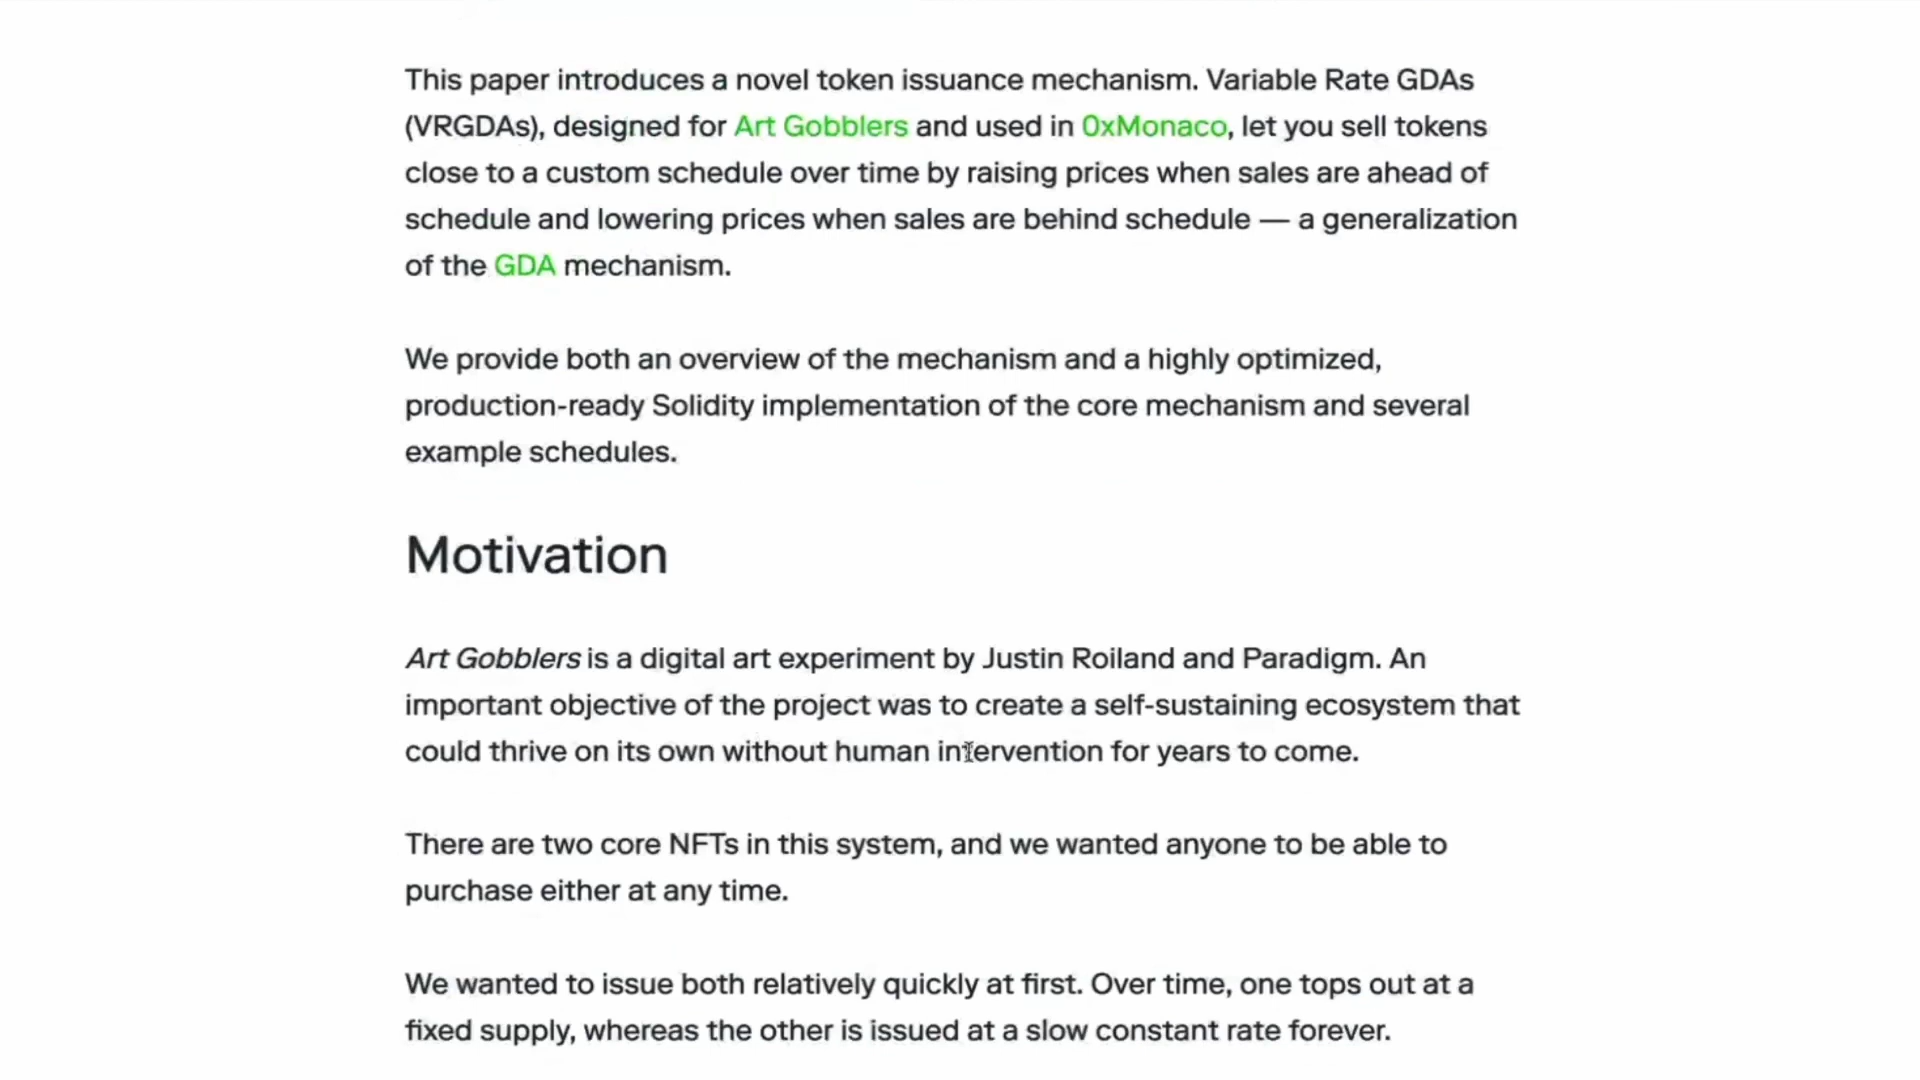 This paper introduces a novel token issuance mechanism. Variable Rate GDAs
(VRGDAs), designed for Art Gobblers and used in 0xMonaco, let you sell tokens
close to a custom schedule over time by raising prices when sales are ahead of
schedule and lowering prices when sales are behind schedule — a generalization
of the GDA mechanism.
We provide both an overview of the mechanism and a highly optimized,
production-ready Solidity implementation of the core mechanism and several
example schedules.
Motivation
Art Gobblers is a digital art experiment by Justin Roiland and Paradigm. An
important objective of the project was to create a self-sustaining ecosystem that
could thrive on its own without human intervention for years to come.
There are two core NFTs in this system, and we wanted anyone to be able to
purchase either at any time.
We wanted to issue both relatively quickly at first. Over time, one tops out at a
fixed supply, whereas the other is issued at a slow constant rate forever.